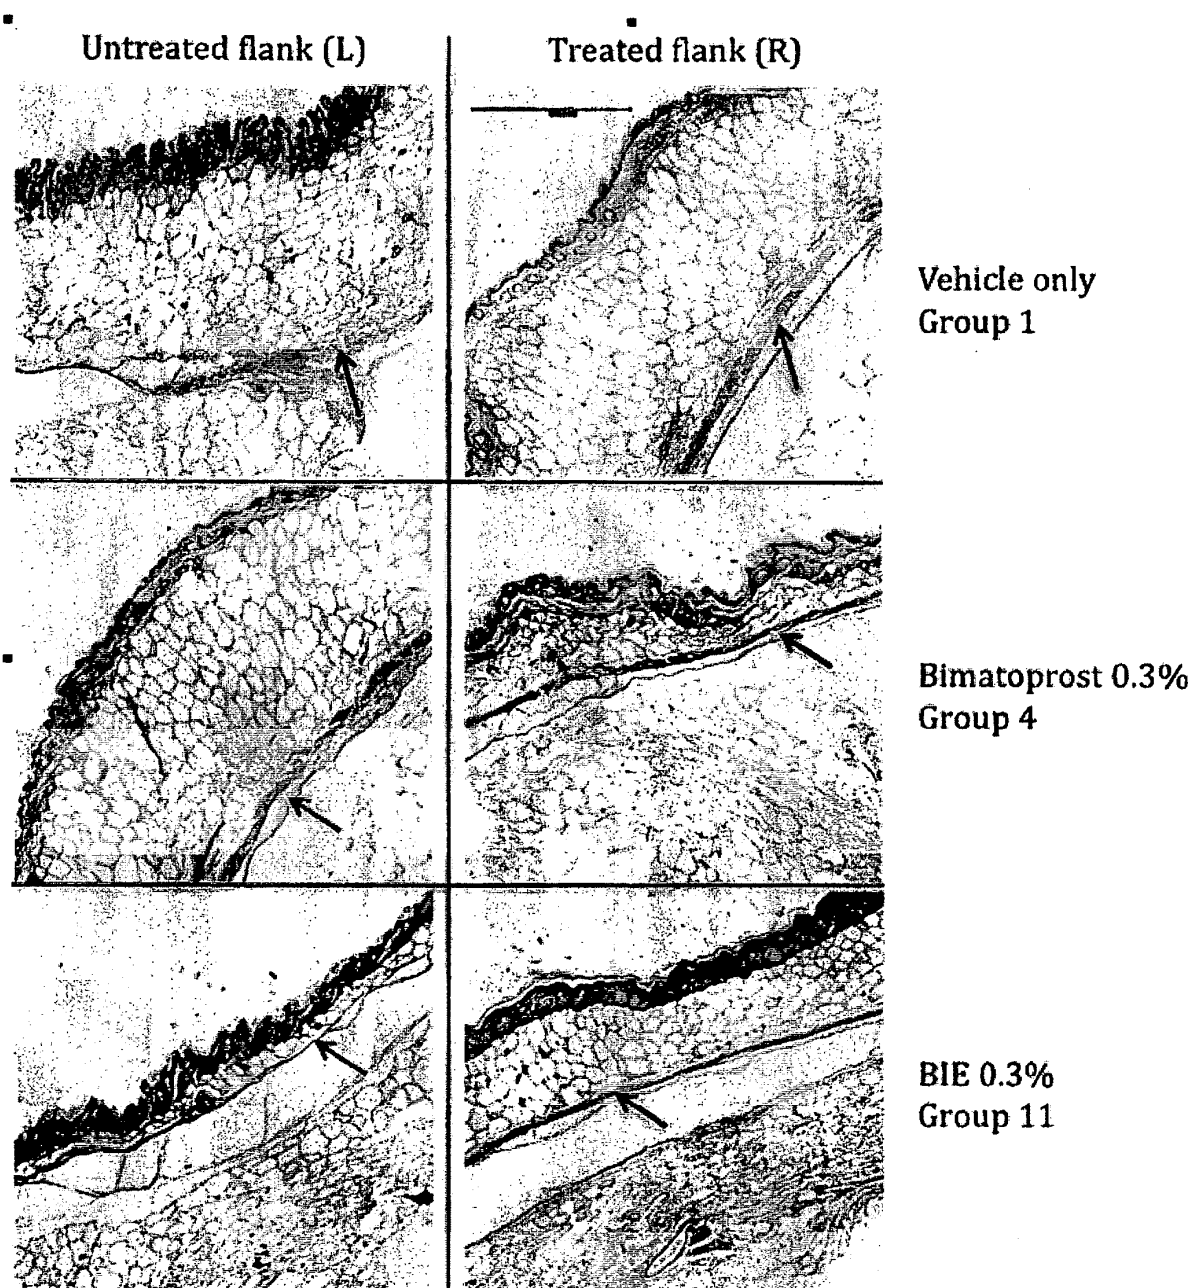 Untreated flank (L)
Treated flank (R)
Vehicle only
Group 1
Bimatoprost 0.3%
Group 4
BIE 0.3%
Group 11